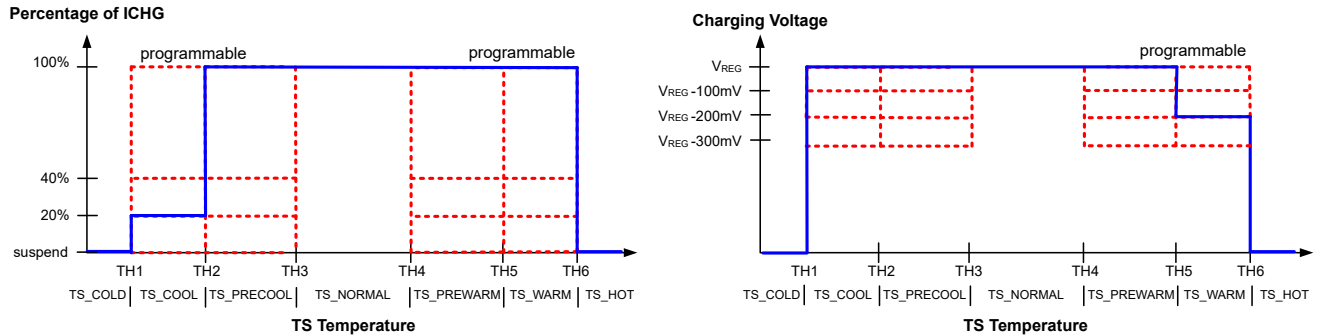 Percentage of ICHG
programmable
programmable
100%
40%
20%
suspend
TH1 TH2 TH3 TH4 TH5 TH6
TS_COLD | TS_COOL | TS_PRECOOL | TS_NORMAL | TS_PREWARM | TS_WARM | TS_HOT
TS Temperature
Charging Voltage
programmable
VREG
VREG -100mV
VREG -200mV
VREG -300mV
TH1 TH2 TH3 TH4 TH5 TH6
TS_COLD | TS_COOL | TS_PRECOOL | TS_NORMAL | TS_PREWARM | TS_WARM | TS_HOT
TS Temperature